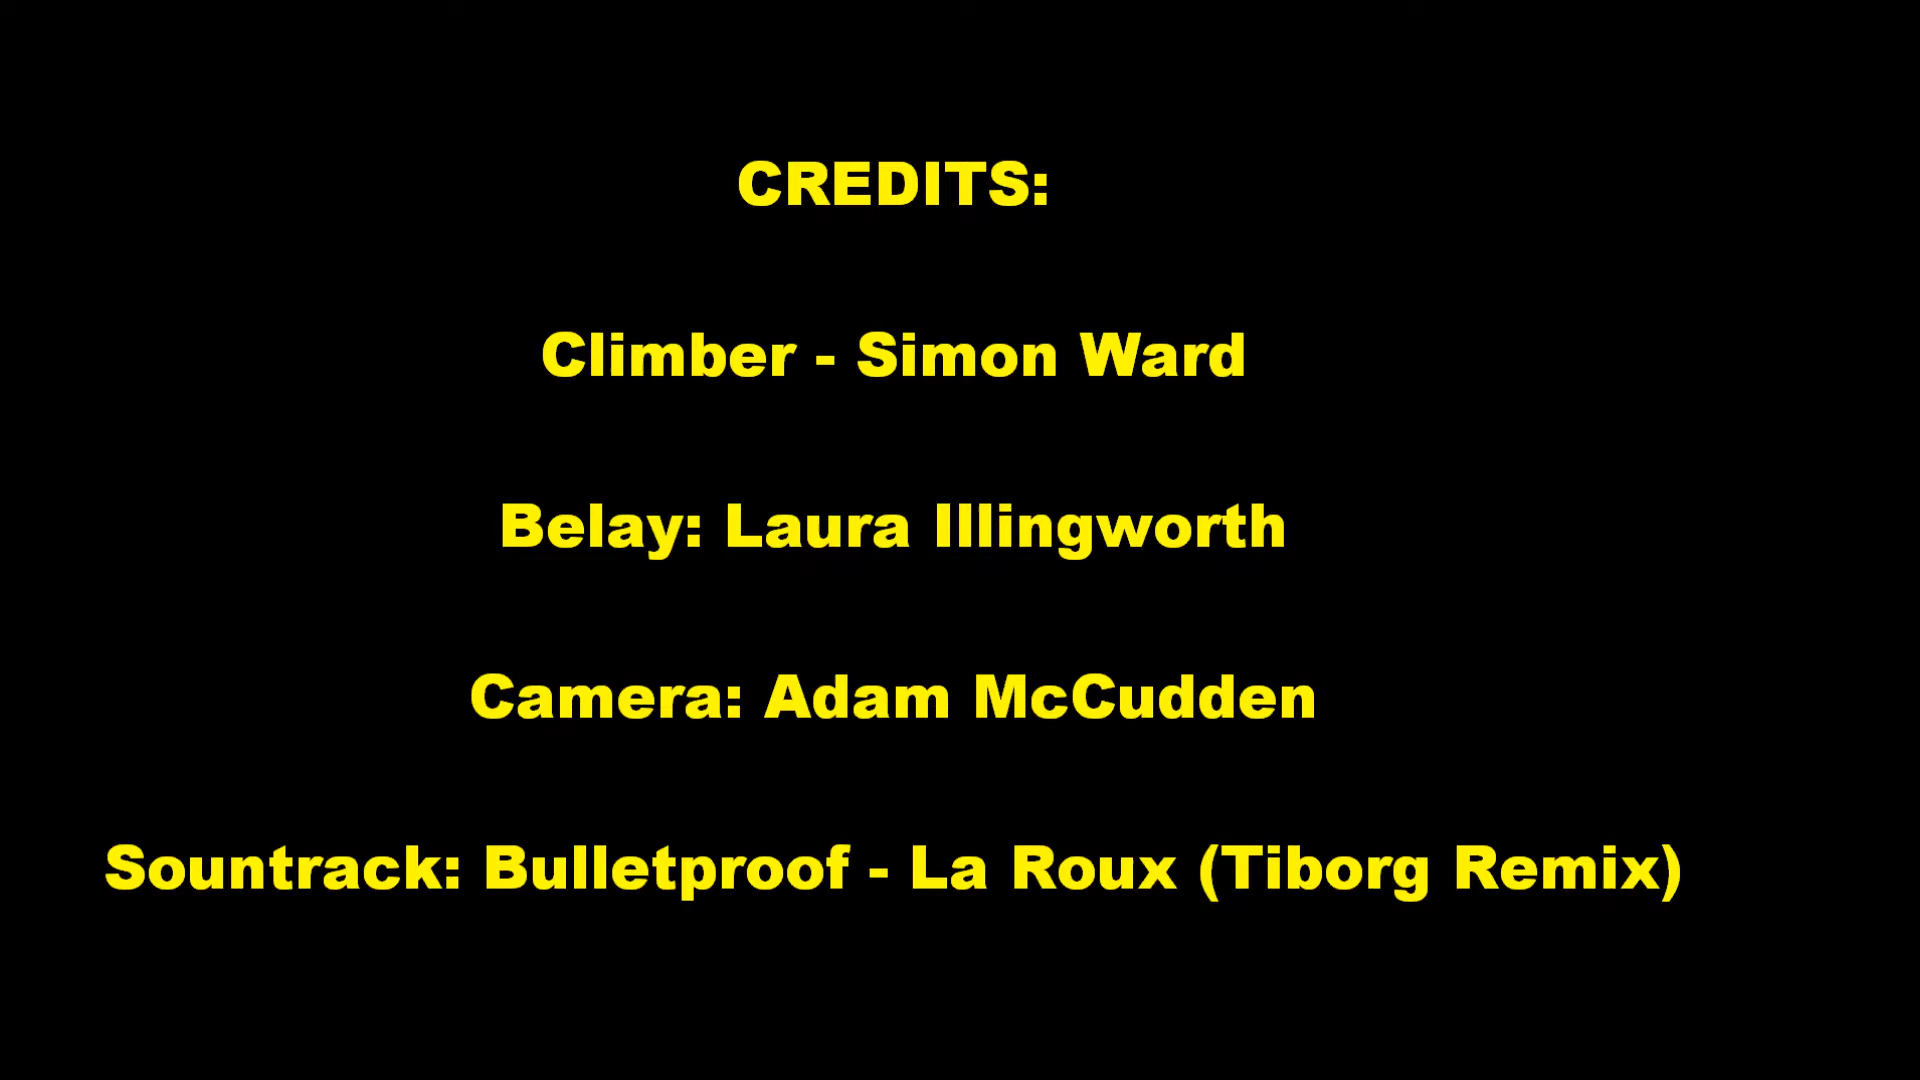 CREDITS:
Climber - Simon Ward
Belay: Laura Illingworth
Camera: Adam McCudden
Sountrack: Bulletproof - La Roux (Tiborg Remix)